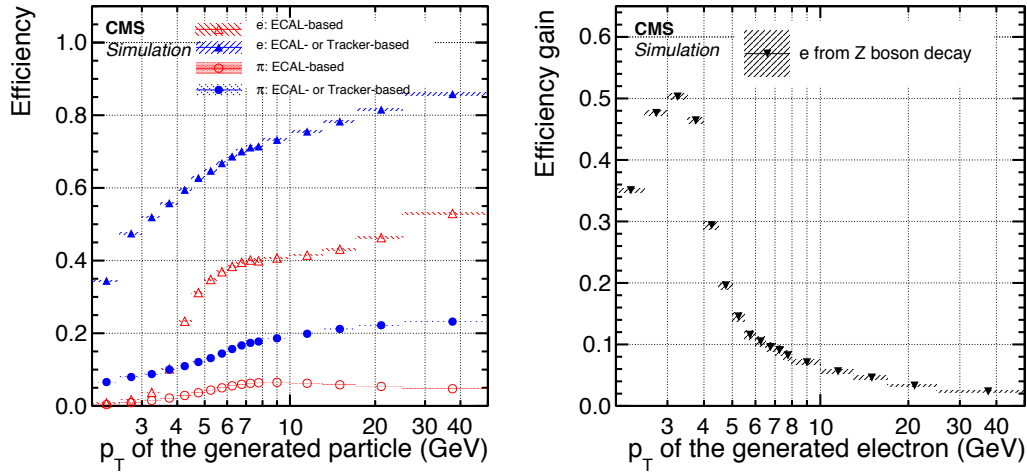 CMS
Simulation
e: ECAL-based
e: ECAL- or Tracker-based
π: ECAL-based
π: ECAL- or Tracker-based
Efficiency
1.0
0.8
0.6
0.4
0.2
0.0
3 4 5 6 7 10 20 30 40
p_T of the generated particle (GeV)
CMS
Simulation
e from Z boson decay
Efficiency gain
0.6
0.5
0.4
0.3
0.2
0.1
0.0
3 4 5 6 7 8 10 20 30 40
p_T of the generated electron (GeV)